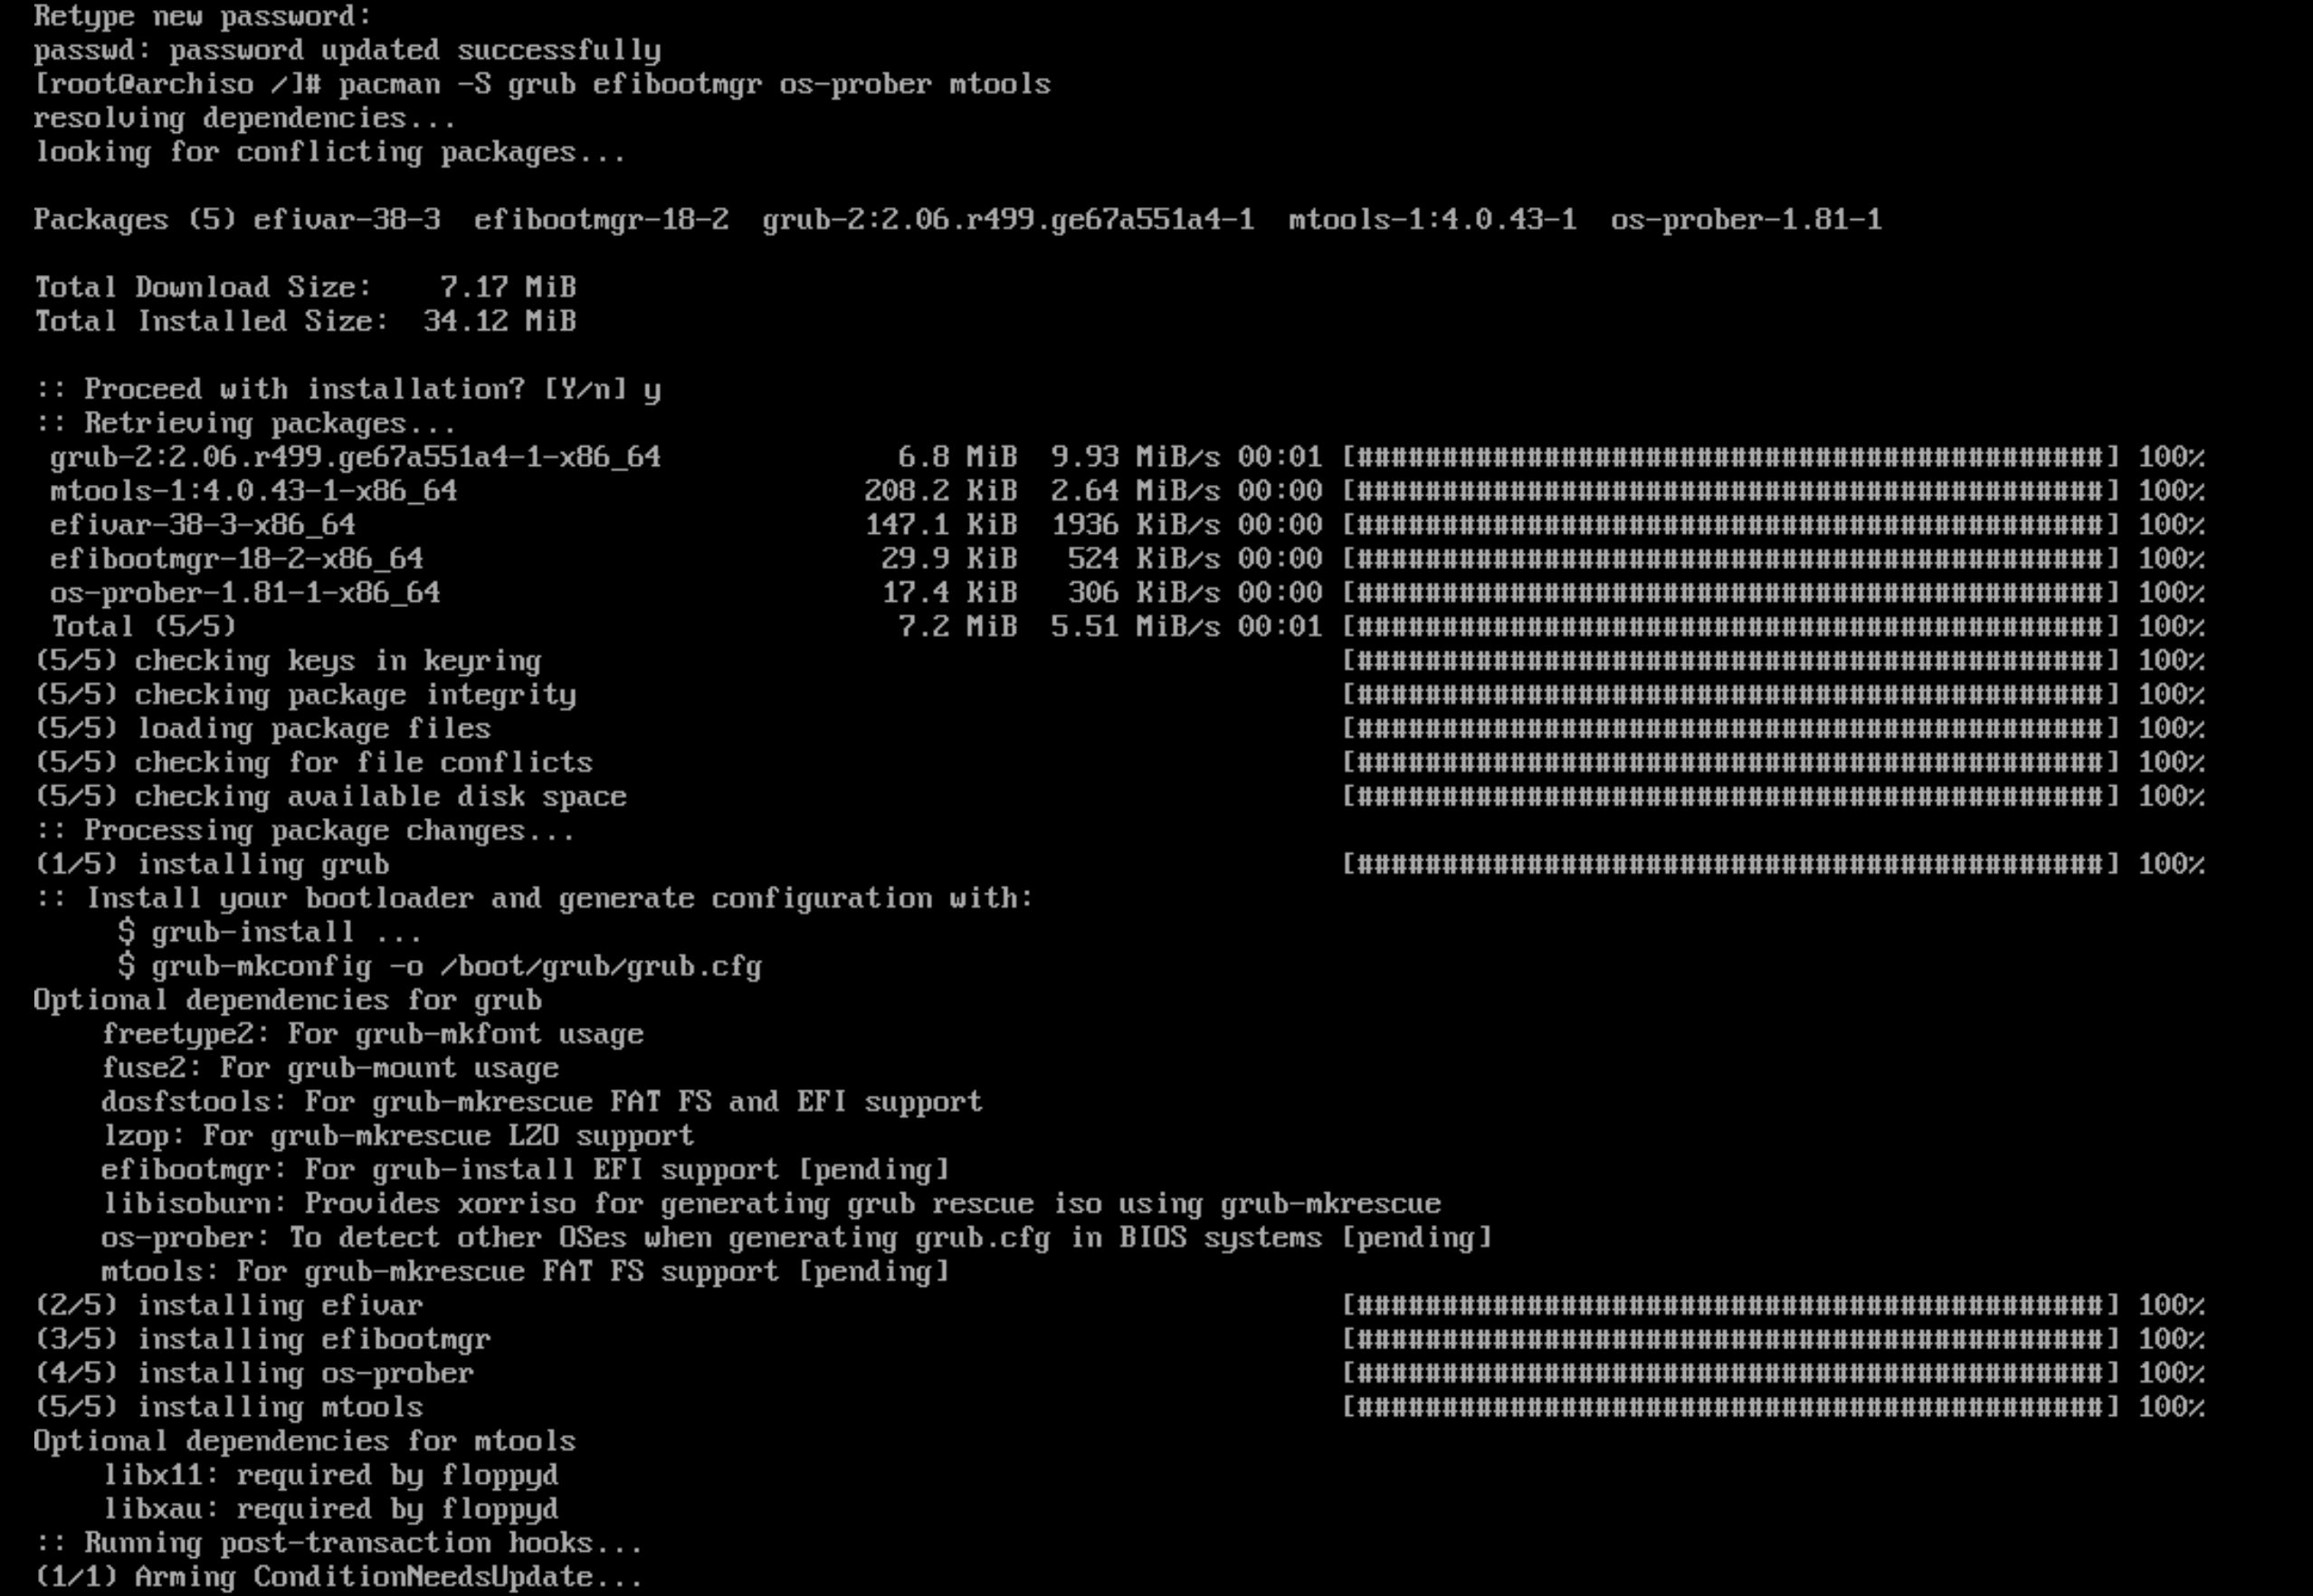 Retype new password:
passwd: password updated successfully
[root@archiso /]# pacman -S grub efibootmgr os-prober mtools
resolving dependencies...
looking for conflicting packages...

Packages (5) efivar-38-3  efibootmgr-18-2  grub-2:2.06.r499.ge67a551a4-1  mtools-1:4.0.43-1  os-prober-1.81-1

Total Download Size:    7.17 MiB
Total Installed Size:  34.12 MiB

:: Proceed with installation? [Y/n] y
:: Retrieving packages...
 grub-2:2.06.r499.ge67a551a4-1-x86_64              6.8 MiB  9.93 MiB/s 00:01 [############################################] 100%
 mtools-1:4.0.43-1-x86_64                        208.2 KiB  2.64 MiB/s 00:00 [############################################] 100%
 efivar-38-3-x86_64                              147.1 KiB  1936 KiB/s 00:00 [############################################] 100%
 efibootmgr-18-2-x86_64                           29.9 KiB   524 KiB/s 00:00 [############################################] 100%
 os-prober-1.81-1-x86_64                          17.4 KiB   306 KiB/s 00:00 [############################################] 100%
 Total (5/5)                                       7.2 MiB  5.51 MiB/s 00:01 [############################################] 100%
(5/5) checking keys in keyring                                               [############################################] 100%
(5/5) checking package integrity                                             [############################################] 100%
(5/5) loading package files                                                  [############################################] 100%
(5/5) checking for file conflicts                                            [############################################] 100%
(5/5) checking available disk space                                          [############################################] 100%
:: Processing package changes...
(1/5) installing grub                                                        [############################################] 100%
:: Install your bootloader and generate configuration with:
     $ grub-install ...
     $ grub-mkconfig -o /boot/grub/grub.cfg
Optional dependencies for grub
    freetype2: For grub-mkfont usage
    fuse2: For grub-mount usage
    dosfstools: For grub-mkrescue FAT FS and EFI support
    lzop: For grub-mkrescue LZO support
    efibootmgr: For grub-install EFI support [pending]
    libisoburn: Provides xorriso for generating grub rescue iso using grub-mkrescue
    os-prober: To detect other OSes when generating grub.cfg in BIOS systems [pending]
    mtools: For grub-mkrescue FAT FS support [pending]
(2/5) installing efivar                                                      [############################################] 100%
(3/5) installing efibootmgr                                                  [############################################] 100%
(4/5) installing os-prober                                                   [############################################] 100%
(5/5) installing mtools                                                      [############################################] 100%
Optional dependencies for mtools
    libx11: required by floppyd
    libxau: required by floppyd
:: Running post-transaction hooks...
(1/1) Arming ConditionNeedsUpdate...